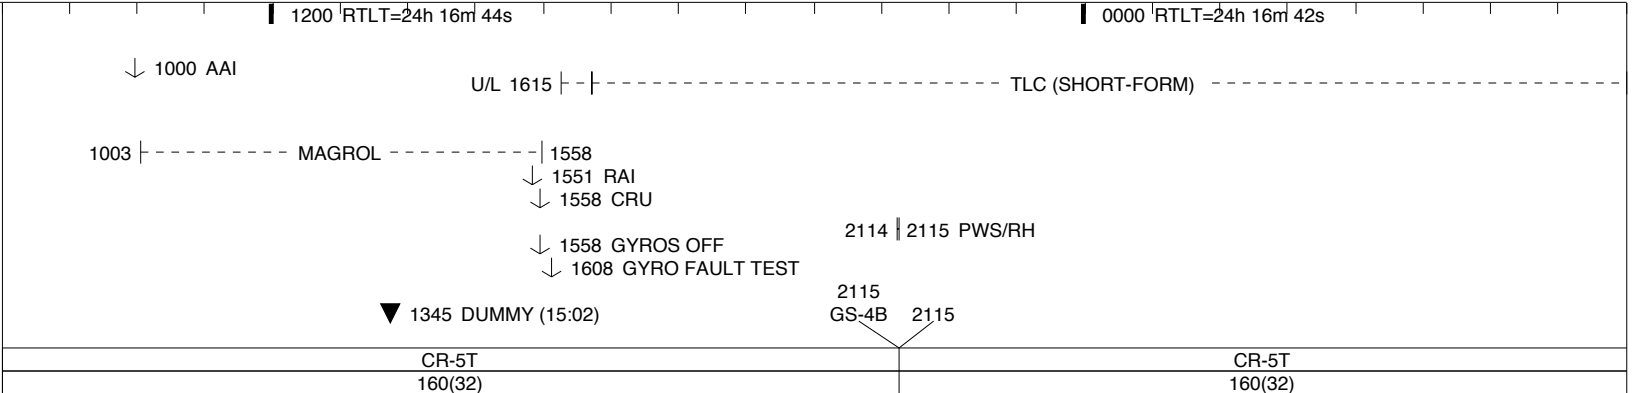 1200 RTLT=24h 16m 44s
0000 RTLT=24h 16m 42s
1000 AAI
U/L 1615
TLC (SHORT-FORM)
1003 MAGROL 1558
1551 RAI
1558 CRU
2114 2115 PWS/RH
1558 GYROS OFF
1608 GYRO FAULT TEST
2115
1345 DUMMY (15:02)
GS-4B 2115
CR-5T CR-5T
160(32) 160(32)